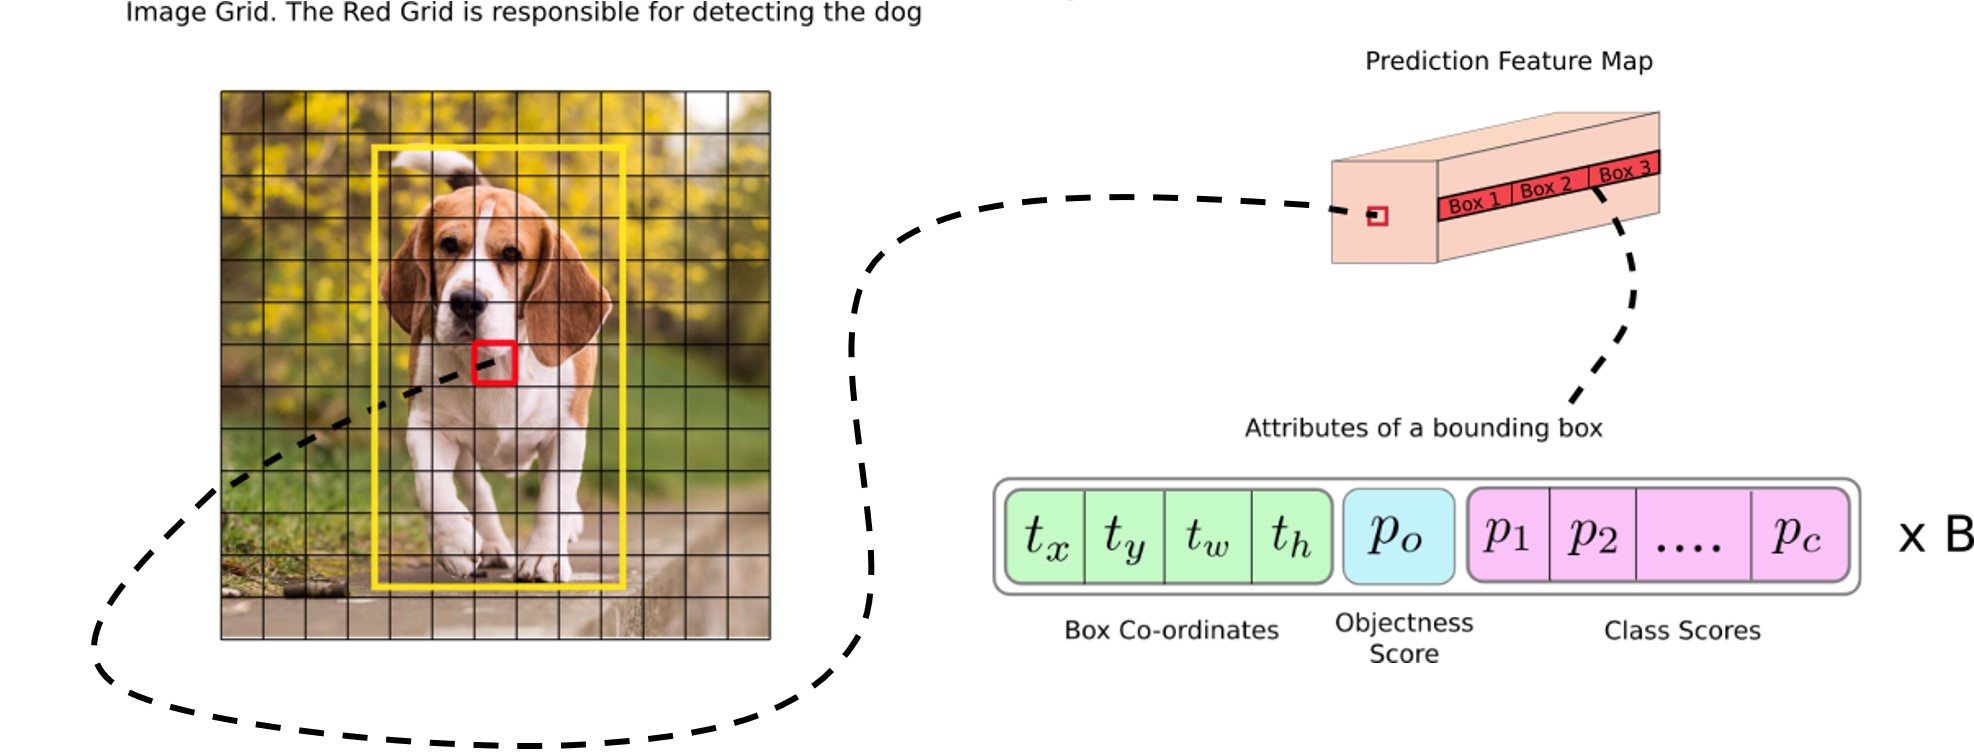 Image Grid. The Red Grid is responsible for detecting the dog
Prediction Feature Map
Box 1 Box 2 Box 3
Attributes of a bounding box
t_x t_y t_w t_h p_o p_1 p_2 .... p_c x B
Box Co-ordinates
Objectness
Score
Class Scores